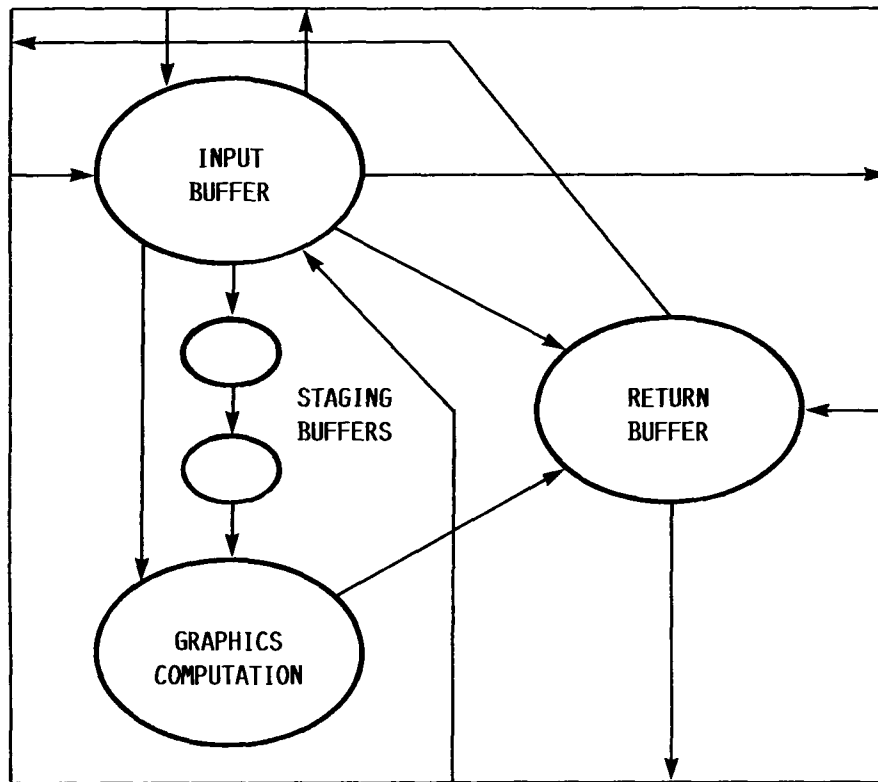 INPUT
BUFFER
STAGING
BUFFERS
RETURN
BUFFER
GRAPHICS
COMPUTATION